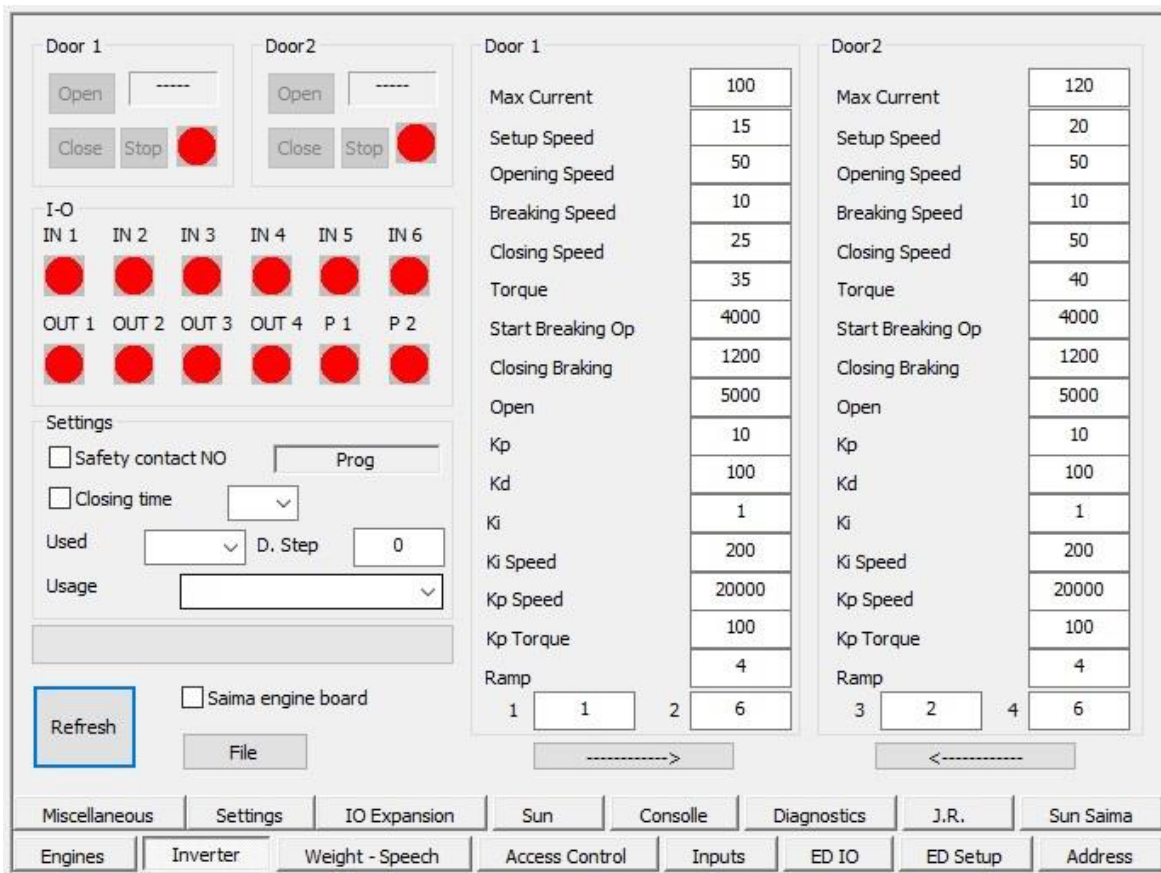 Door 1
Open -----
Close Stop
Door2
Open -----
Close Stop
I-O
IN 1 IN 2 IN 3 IN 4 IN 5 IN 6
OUT 1 OUT 2 OUT 3 OUT 4 P 1 P 2
Settings
Safety contact NO Prog
Closing time
Used D. Step 0
Usage
Refresh
Saima engine board
File
Door 1
Max Current 100
Setup Speed 15
Opening Speed 50
Breaking Speed 10
Closing Speed 25
Torque 35
Start Breaking Op 4000
Closing Braking 1200
Open 5000
Kp 10
Kd 100
Ki 1
Ki Speed 200
Kp Speed 20000
Kp Torque 100
Ramp 4
1 1 2 6
------------>
Door2
Max Current 120
Setup Speed 20
Opening Speed 50
Breaking Speed 10
Closing Speed 50
Torque 40
Start Breaking Op 4000
Closing Braking 1200
Open 5000
Kp 10
Kd 100
Ki 1
Ki Speed 200
Kp Speed 20000
Kp Torque 100
Ramp 4
3 2 4 6
<------------
Miscellaneous Settings IO Expansion Sun Consolle Diagnostics J.R. Sun Saima
Engines Inverter Weight - Speech Access Control Inputs ED IO ED Setup Address